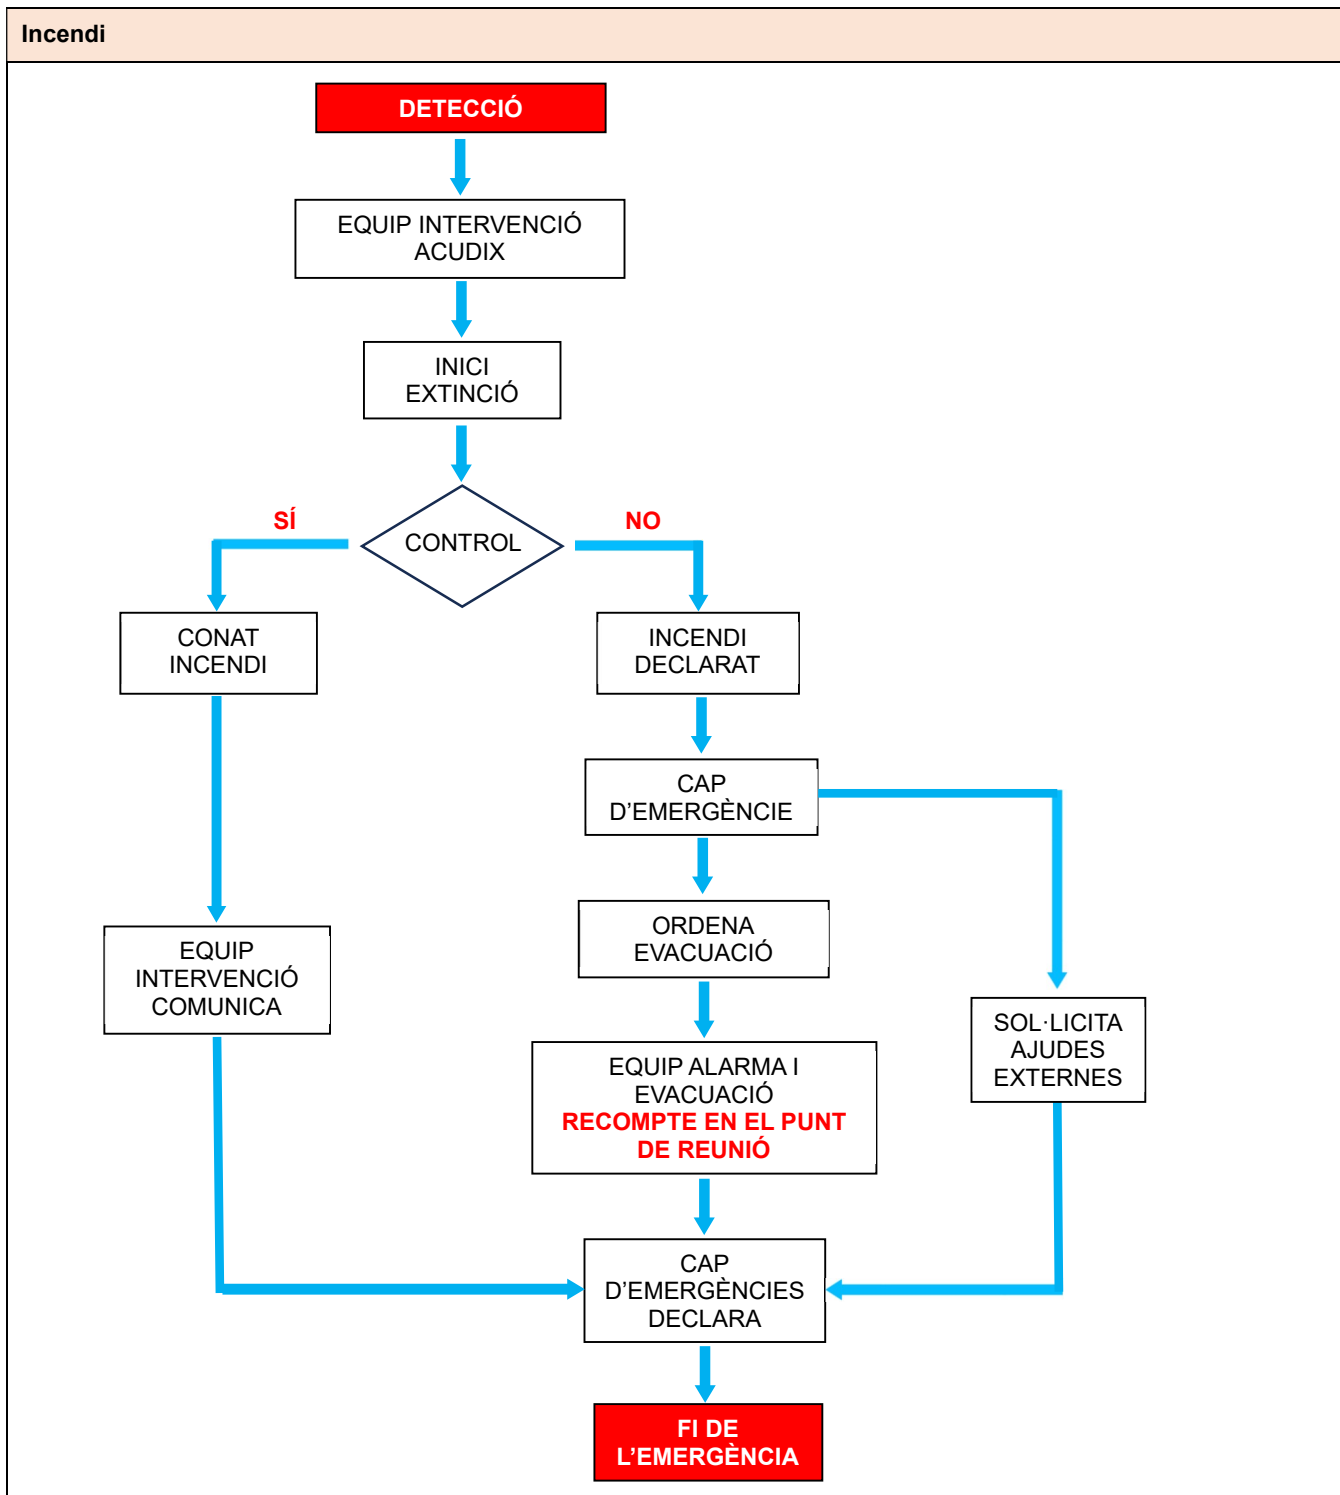 Incendi
DETECCIÓ
EQUIP INTERVENCIÓ
ACUDIX
INICI
EXTINCIÓ
CONTROL
SÍ
NO
CONAT
INCENDI
INCENDI
DECLARAT
CAP
D’EMERGÈNCIE
ORDENA
EVACUACIÓ
EQUIP
INTERVENCIÓ
COMUNICA
SOL·LICITA
AJUDES
EXTERNES
EQUIP ALARMA I
EVACUACIÓ
RECOMPTE EN EL PUNT
DE REUNIÓ
CAP
D’EMERGÈNCIES
DECLARA
FI DE
L’EMERGÈNCIA